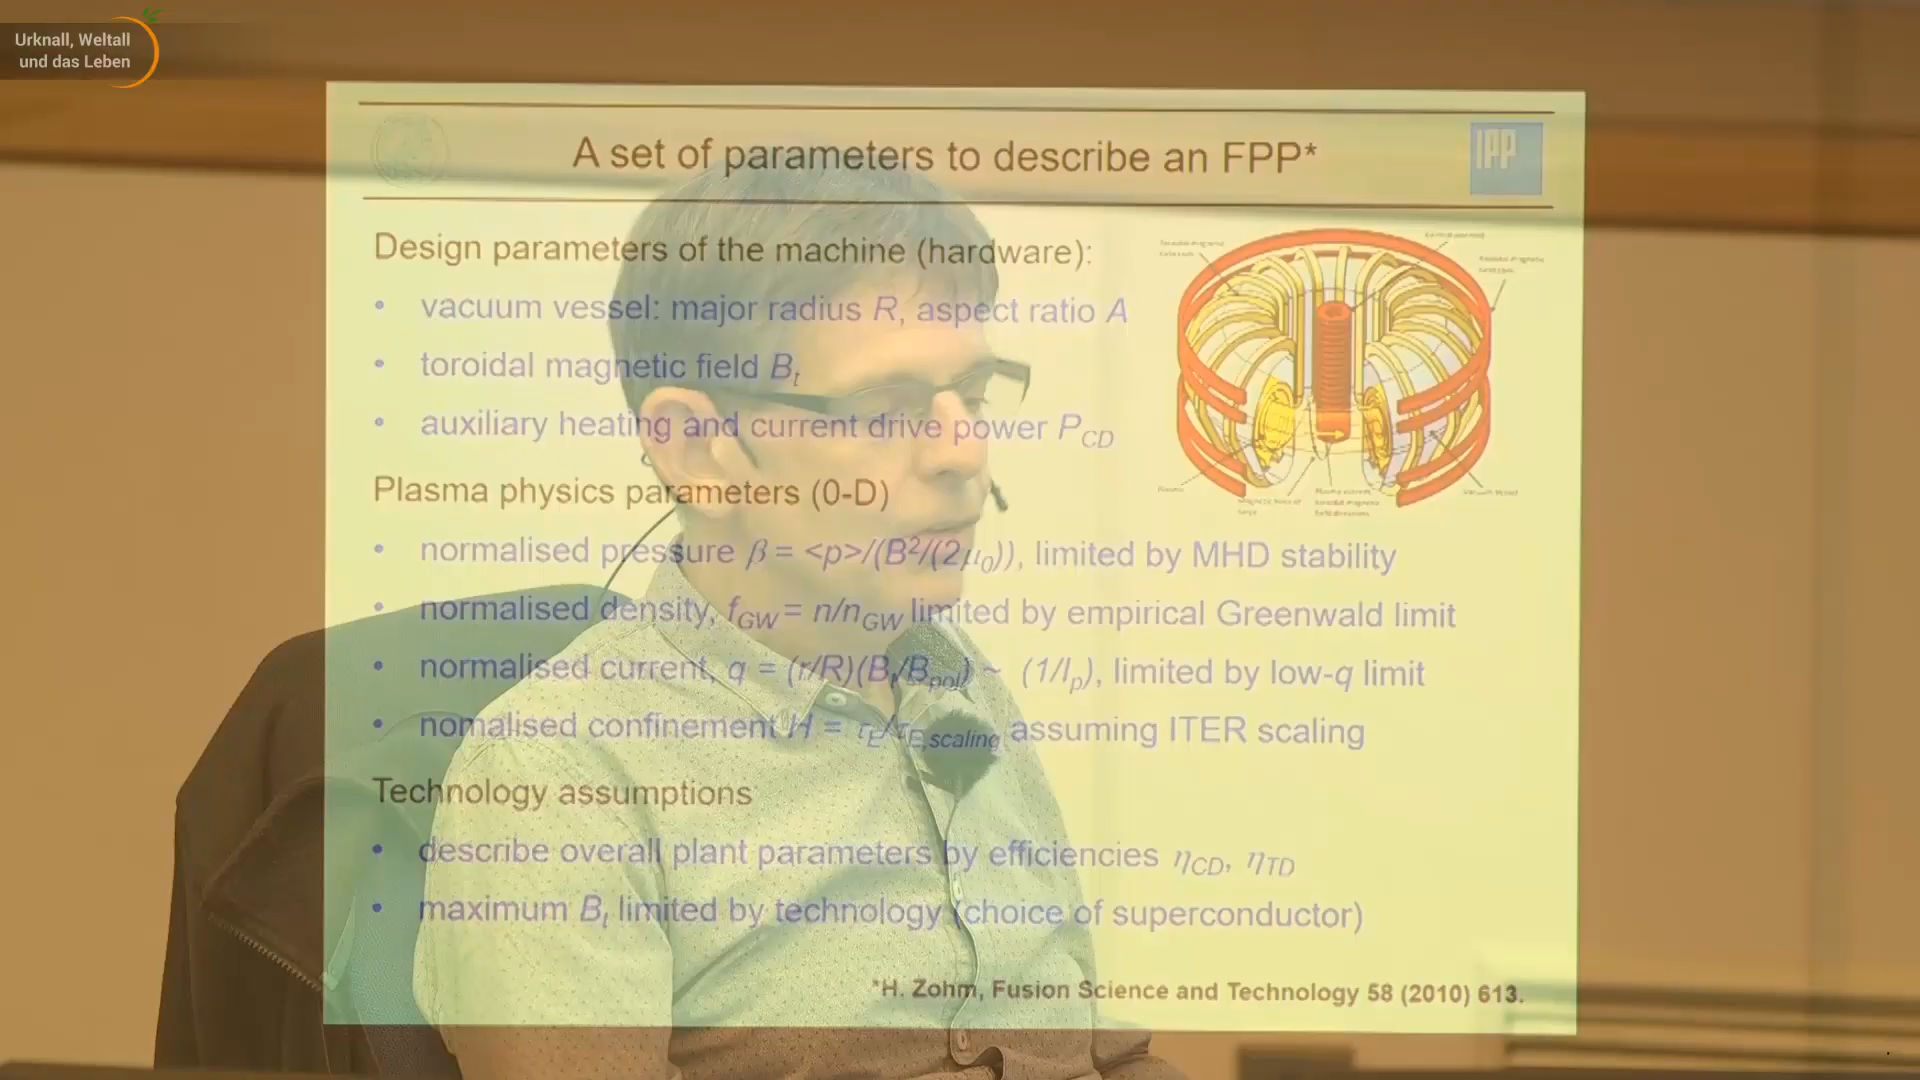 Urknall, Weltall
und das Leben
A set of parameters to describe an FPP*
IPP
Design parameters of the machine (hardware):
• vacuum vessel: major radius R, aspect ratio A
• toroidal magnetic field Bt
• auxiliary heating and current drive power PCD
Plasma physics parameters (0-D)
• normalised pressure β = <p>/(B²/(2μ0)), limited by MHD stability
• normalised density, fGW = n/nGW limited by empirical Greenwald limit
• normalised current, q = (r/R)(Bt/Bpol) ~ (1/Ip), limited by low-q limit
• nomalised confinement H = τE/τE,scaling assuming ITER scaling
Technology assumptions
• describe overall plant parameters by efficiencies ηCD, ηTD
• maximum Bt limited by technology (choice of superconductor)
*H. Zohm, Fusion Science and Technology 58 (2010) 613.